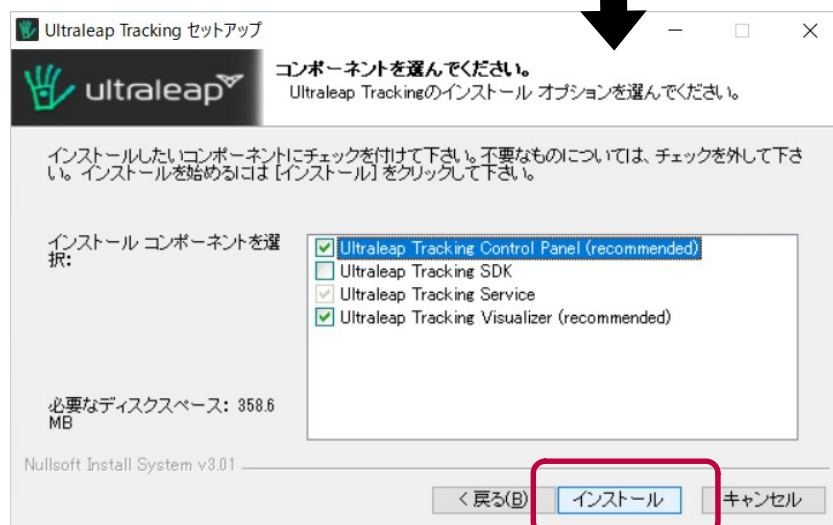 Ultraleap Tracking セットアップ
ultraleap
コンポーネントを選んでください。
Ultraleap Trackingのインストール オプションを選んでください。
インストールしたいコンポーネントにチェックを付けて下さい。不要なものについては、チェックを外して下さ
い。インストールを始めるには [インストール] をクリックして下さい。
インストール コンポーネントを選
択:
Ultraleap Tracking Control Panel (recommended)
Ultraleap Tracking SDK
Ultraleap Tracking Service
Ultraleap Tracking Visualizer (recommended)
必要なディスクスペース: 358.6
MB
Nullsoft Install System v3.01
< 戻る(B)
インストール
キャンセル